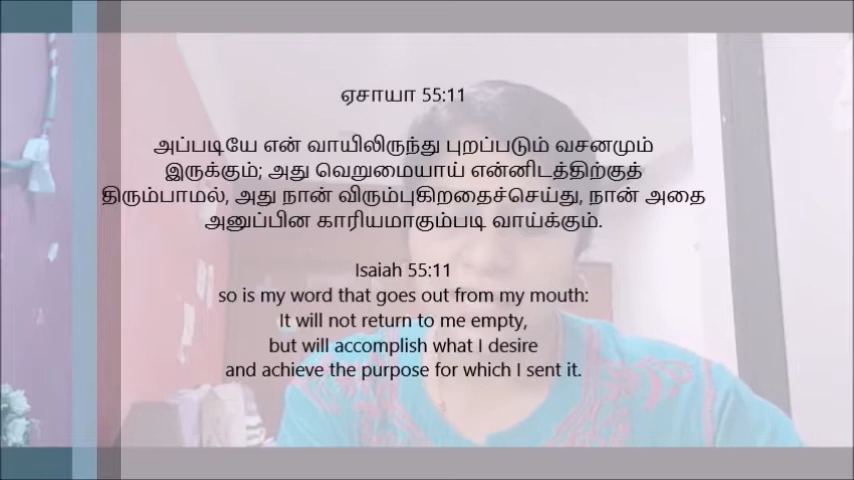 ஏசாயா 55:11
அப்படியே என் வாயிலிருந்து புறப்படும் வசனமும்
இருக்கும்; அது வெறுமையாய் என்னிடத்திற்குத்
திரும்பாமல், அது நான் விரும்புகிறதைச்செய்து, நான் அதை
அனுப்பின காரியமாகும்படி வாய்க்கும்.
Isaiah 55:11
so is my word that goes out from my mouth:
It will not return to me empty,
but will accomplish what I desire
and achieve the purpose for which I sent it.